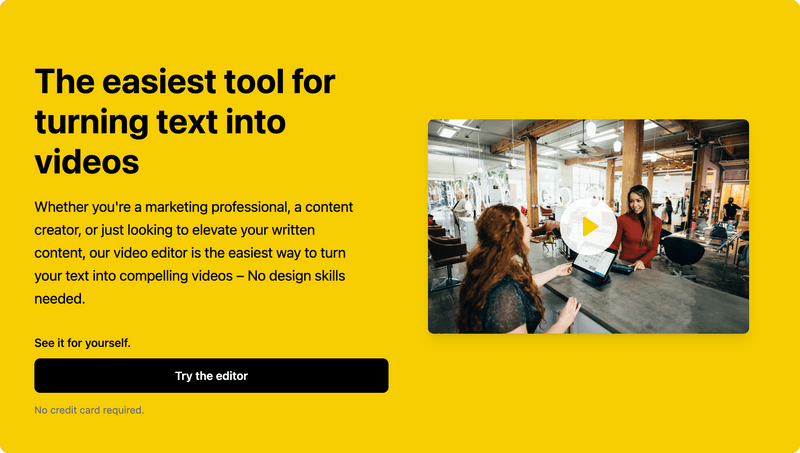 The easiest tool for
turning text into
videos
Whether you're a marketing professional, a content
creator, or just looking to elevate your written
content, our video editor is the easiest way to turn
your text into compelling videos – No design skills
needed.
See it for yourself.
Try the editor
No credit card required.